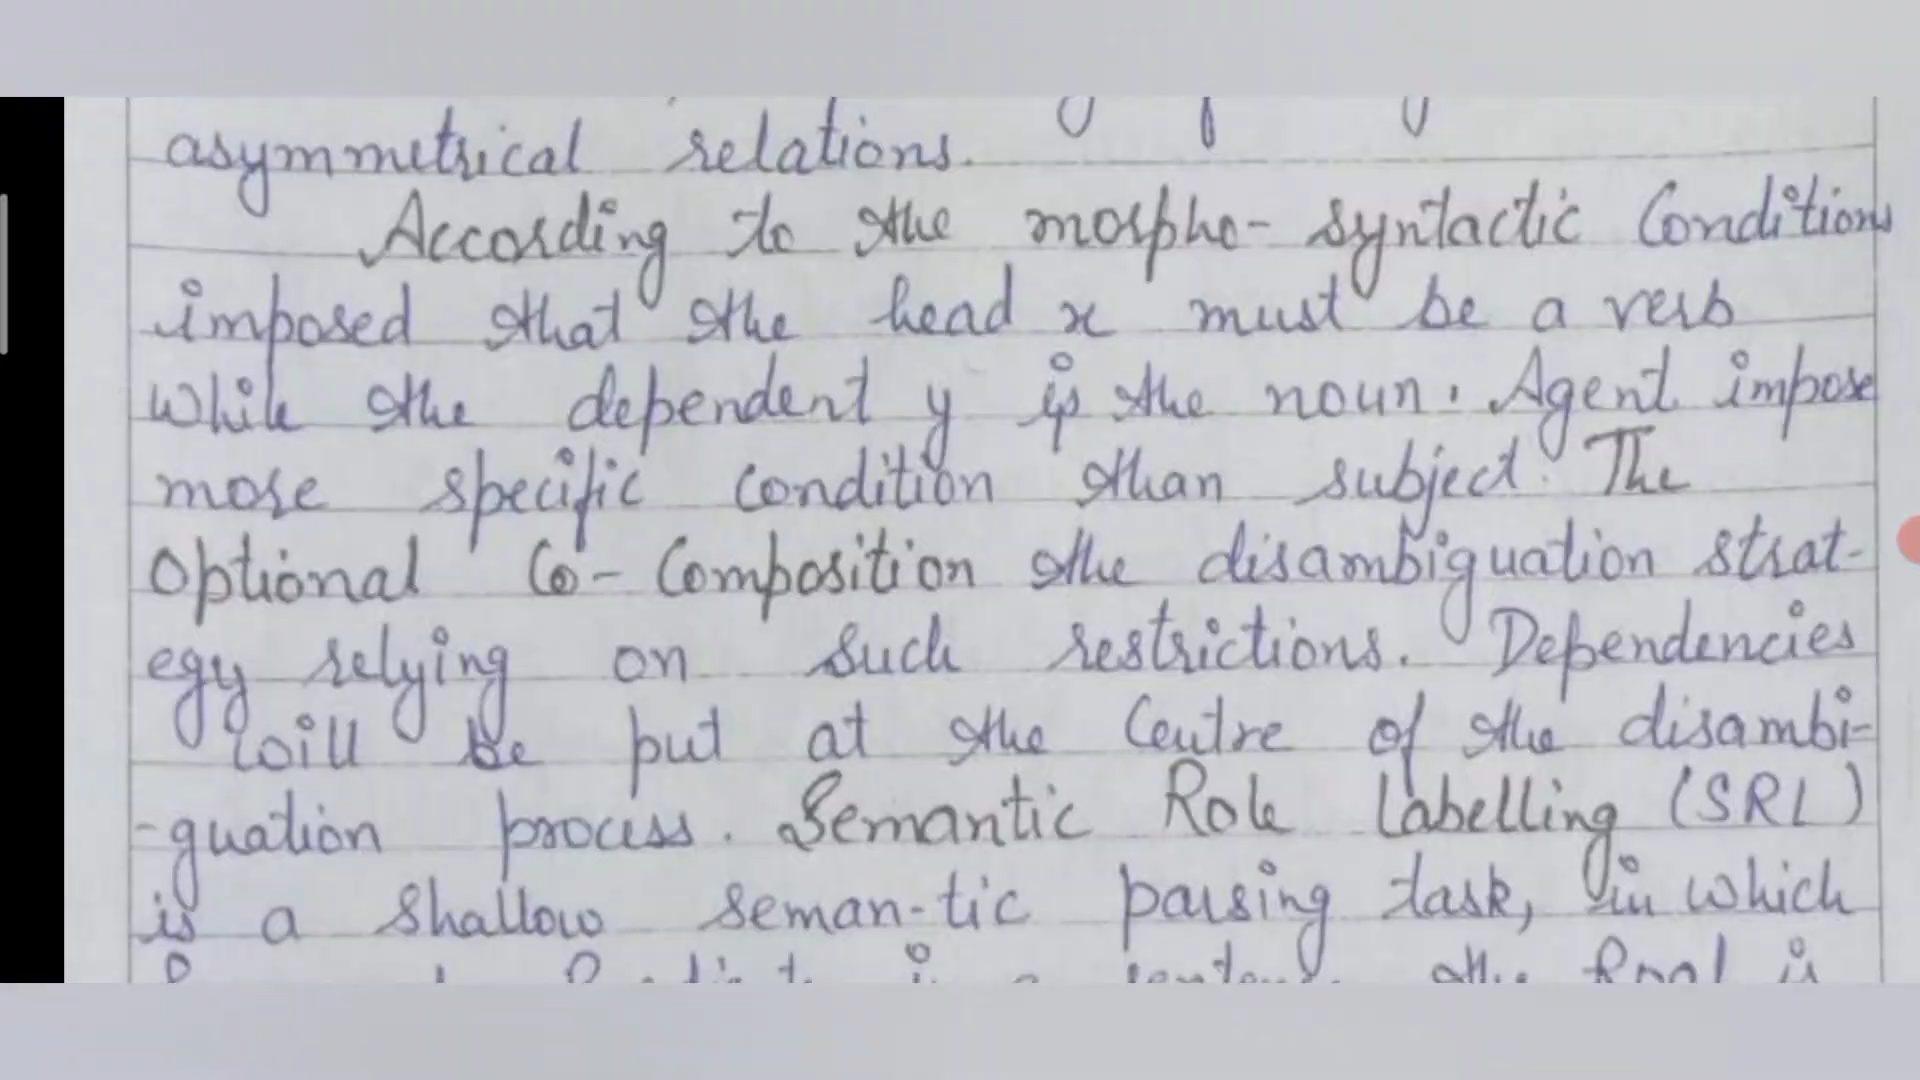 asymmetrical relations.
According to the morpho- syntactic Conditions
imposed that the head x must be a verb
while the dependent y is the noun. Agent impose
more specific condition than subject. The
Optional Co-Composition the disambiguation strat-
egy relying on such restrictions. Dependencies
will be put at the Centre of the disambi-
-guation process. Semantic Role labelling (SRL)
is a shallow seman-tic parsing task, in which